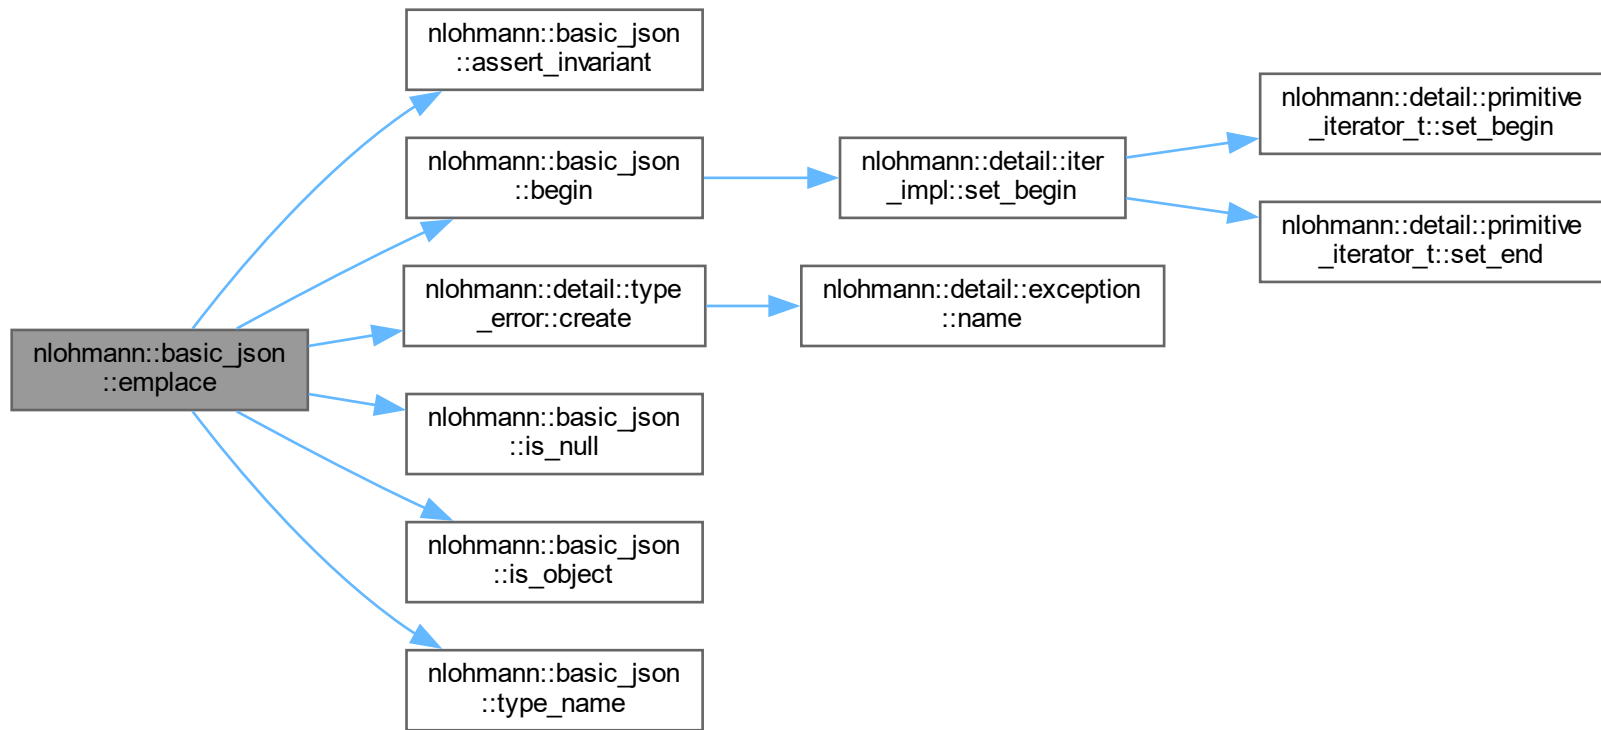 nlohmann::basic_json
::assert_invariant
nlohmann::basic_json
::begin
nlohmann::detail::iter
_impl::set_begin
nlohmann::detail::primitive
_iterator_t::set_begin
nlohmann::detail::primitive
_iterator_t::set_end
nlohmann::detail::type
_error::create
nlohmann::detail::exception
::name
nlohmann::basic_json
::emplace
nlohmann::basic_json
::is_null
nlohmann::basic_json
::is_object
nlohmann::basic_json
::type_name